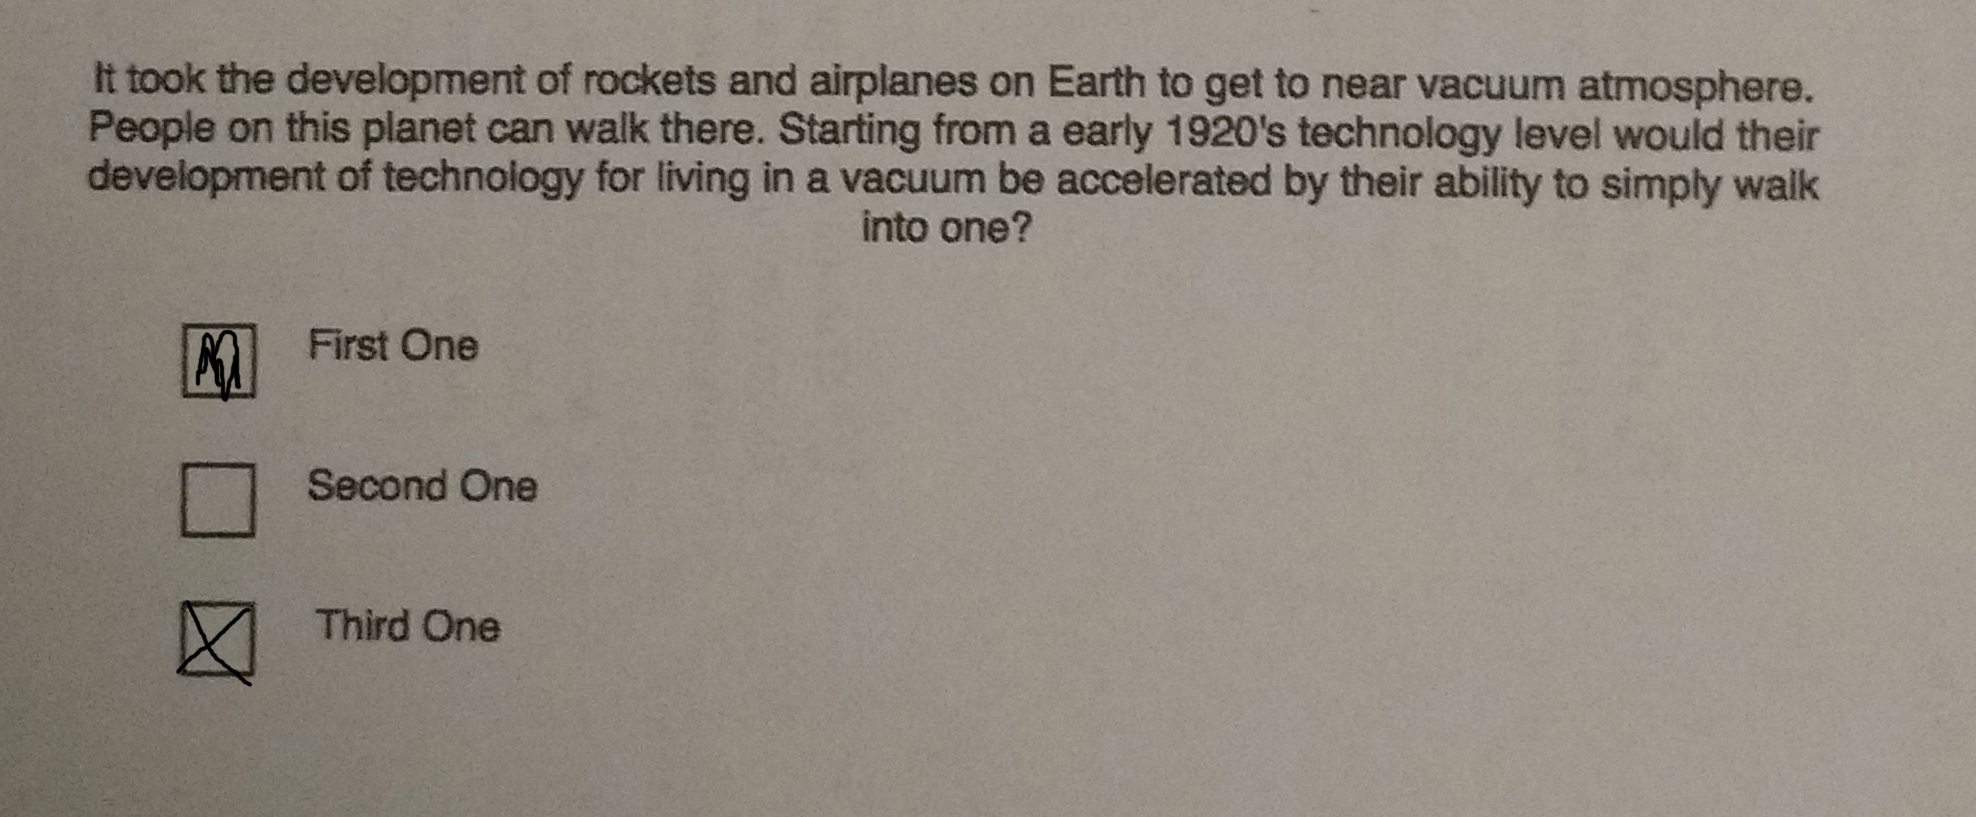 It took the development of rockets and airplanes on Earth to get to near vacuum atmosphere.
People on this planet can walk there. Starting from a early 1920's technology level would their
development of technology for living in a vacuum be accelerated by their ability to simply walk
into one?
First One
Second One
Third One